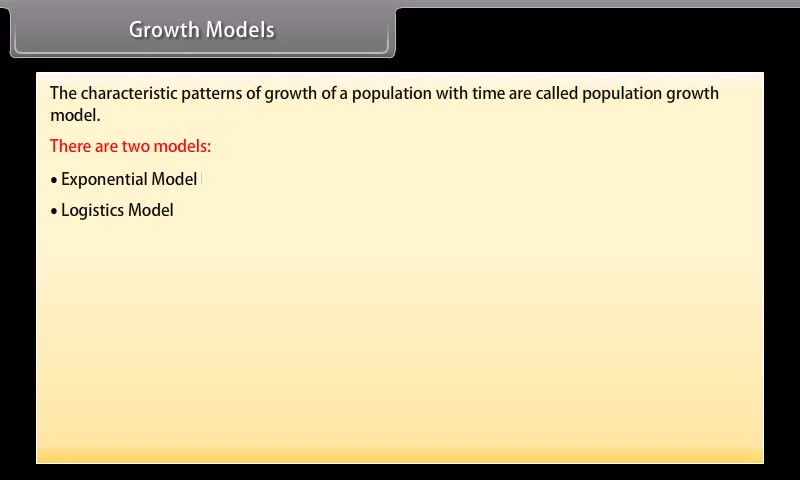 Growth Models
The characteristic patterns of growth of a population with time are called population growth
model.
There are two models:
• Exponential Model
• Logistics Model